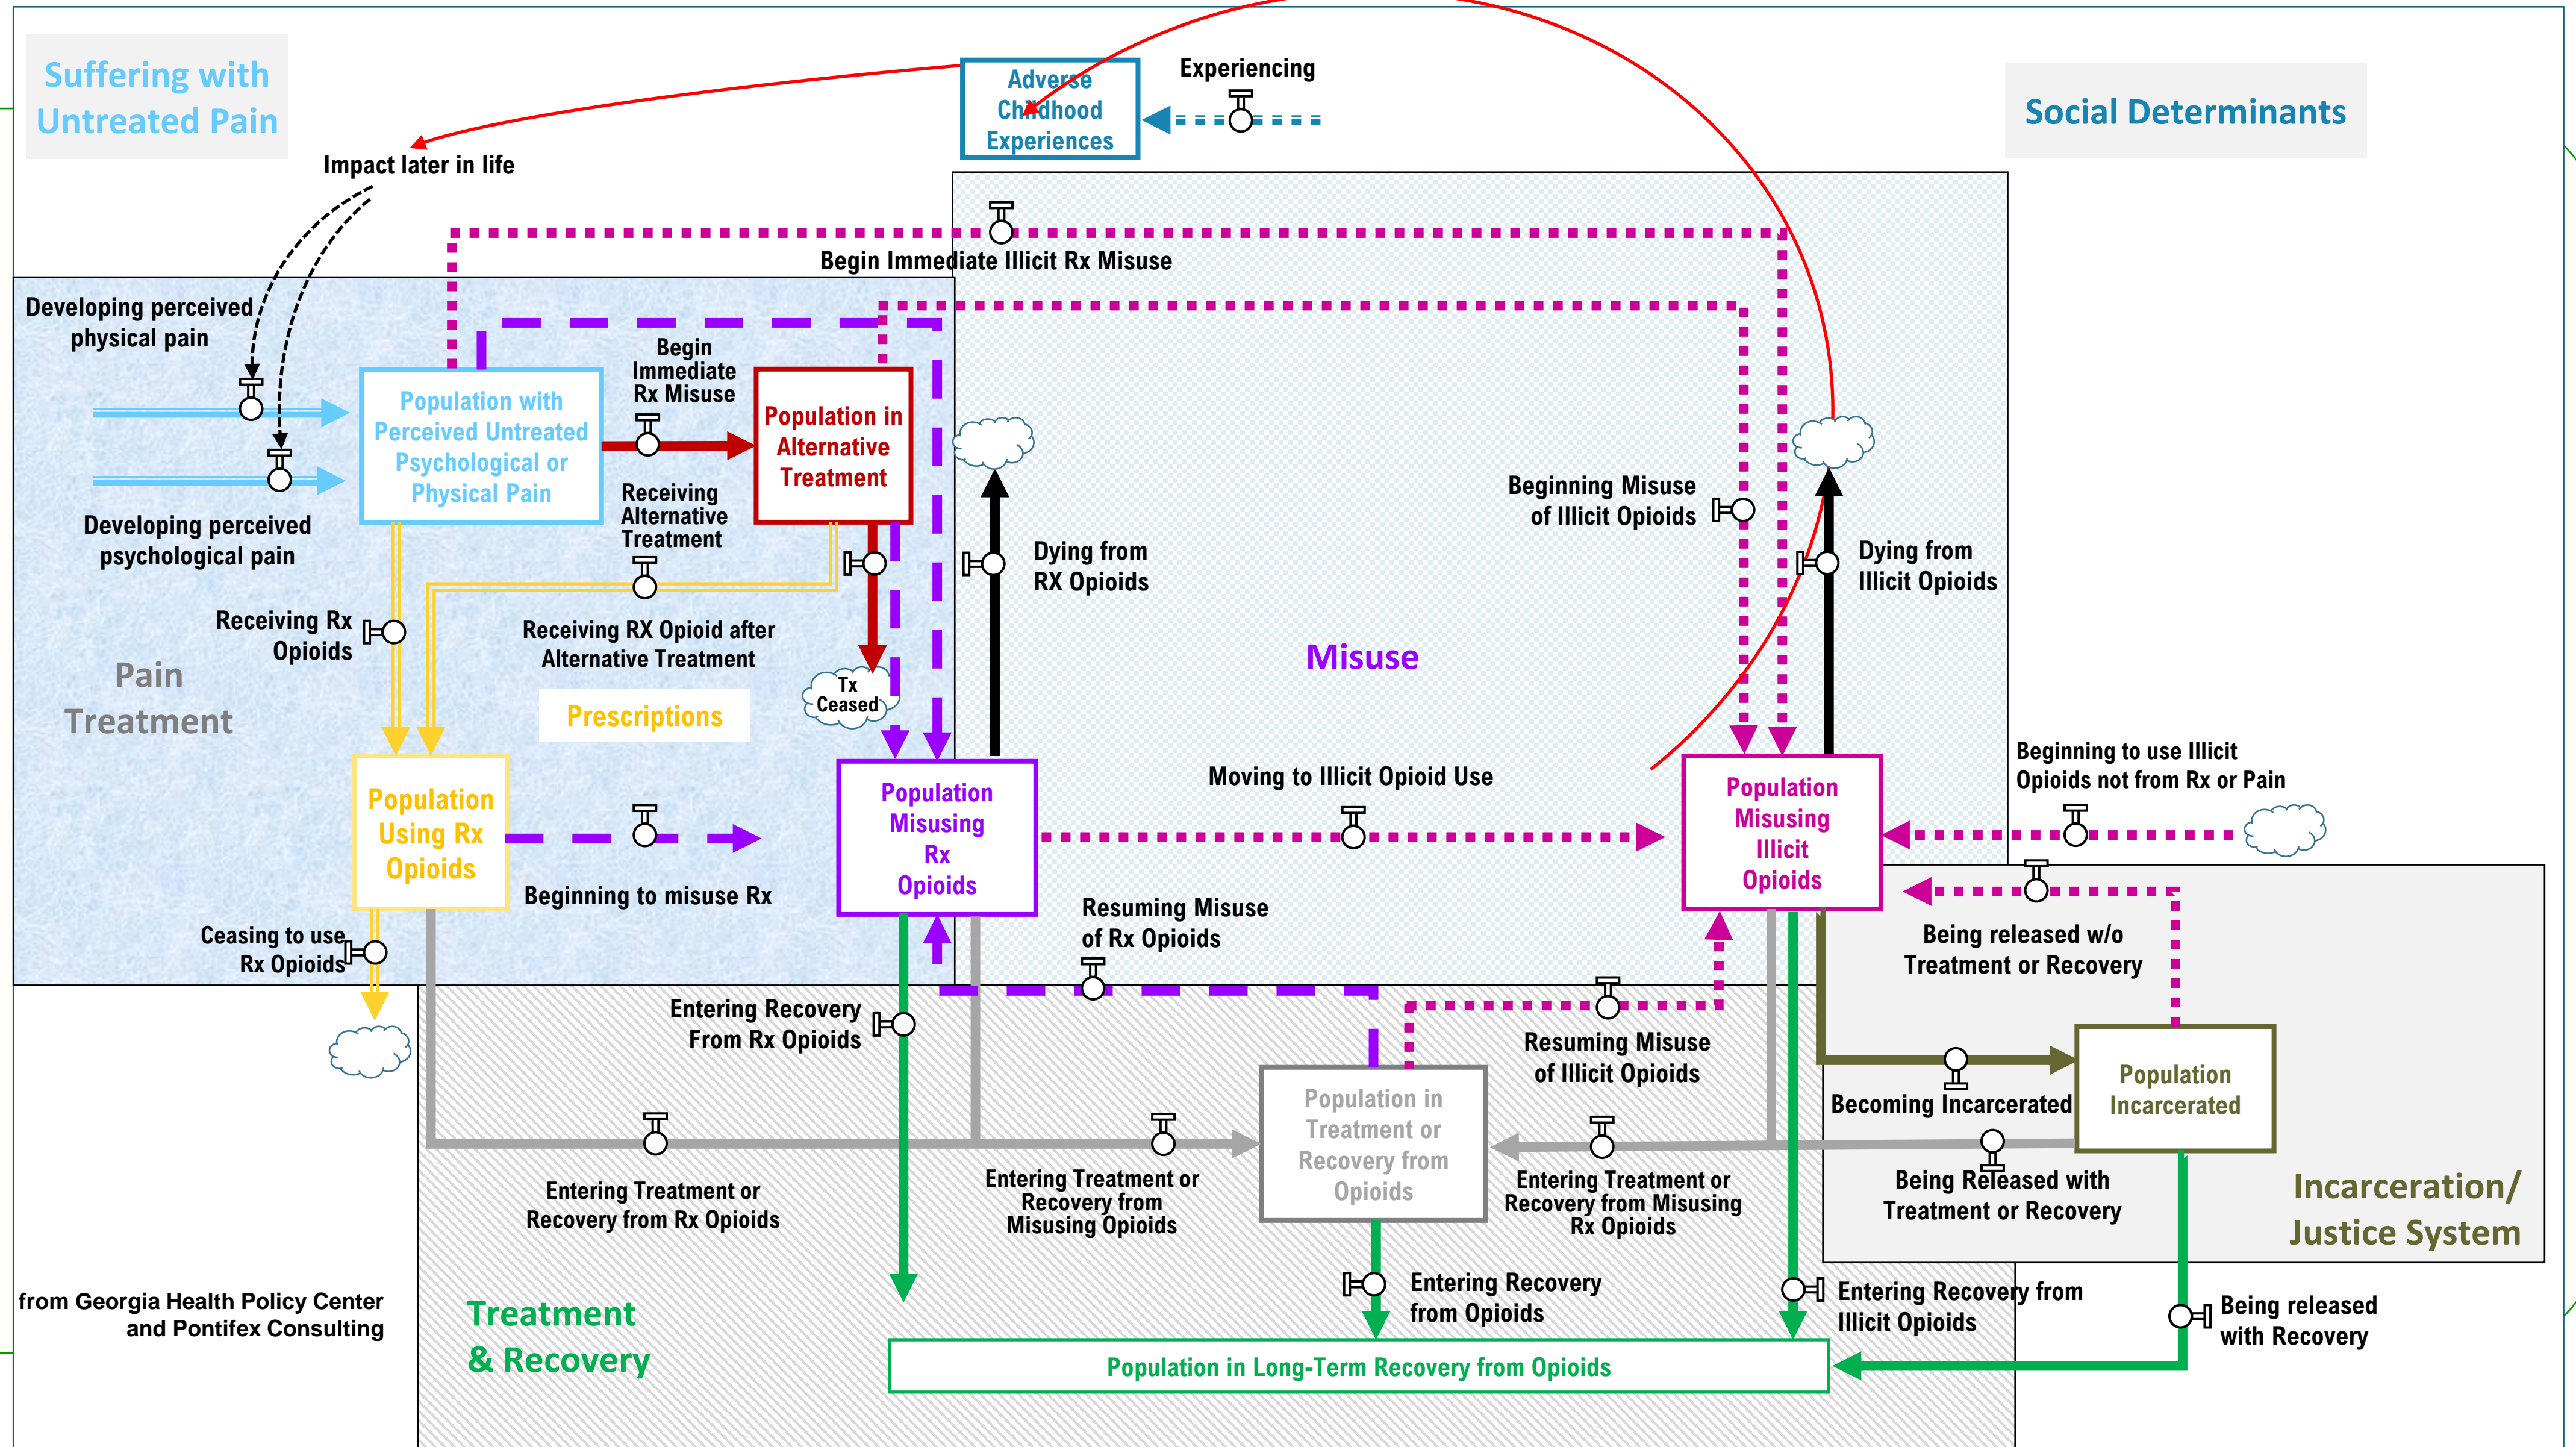 Suffering with
Untreated Pain
Adverse
Childhood
Experiences
Experiencing
Social Determinants
Impact later in life
Begin Immediate Illicit Rx Misuse
Developing perceived
physical pain
Begin
Immediate
Rx Misuse
Population with
Perceived Untreated
Psychological or
Physical Pain
Population in
Alternative
Treatment
Developing perceived
psychological pain
Receiving
Alternative
Treatment
Beginning Misuse
of Illicit Opioids
Dying from
RX Opioids
Dying from
Illicit Opioids
Receiving Rx
Opioids
Receiving RX Opioid after
Alternative Treatment
Pain
Treatment
Misuse
Tx
Ceased
Prescriptions
Population
Using Rx
Opioids
Population
Misusing
Rx
Opioids
Moving to Illicit Opioid Use
Population
Misusing
Illicit
Opioids
Beginning to use Illicit
Opioids not from Rx or Pain
Beginning to misuse Rx
Ceasing to use
Rx Opioids
Resuming Misuse
of Rx Opioids
Being released w/o
Treatment or Recovery
Entering Recovery
From Rx Opioids
Resuming Misuse
of Illicit Opioids
Population
Incarcerated
Becoming Incarcerated
Population in
Treatment or
Recovery from
Opioids
Entering Treatment or
Recovery from Rx Opioids
Entering Treatment or
Recovery from
Misusing Opioids
Entering Treatment or
Recovery from Misusing
Rx Opioids
Being Released with
Treatment or Recovery
Incarceration/
Justice System
from Georgia Health Policy Center
and Pontifex Consulting
Treatment
& Recovery
Entering Recovery
from Opioids
Entering Recovery from
Illicit Opioids
Being released
with Recovery
Population in Long-Term Recovery from Opioids